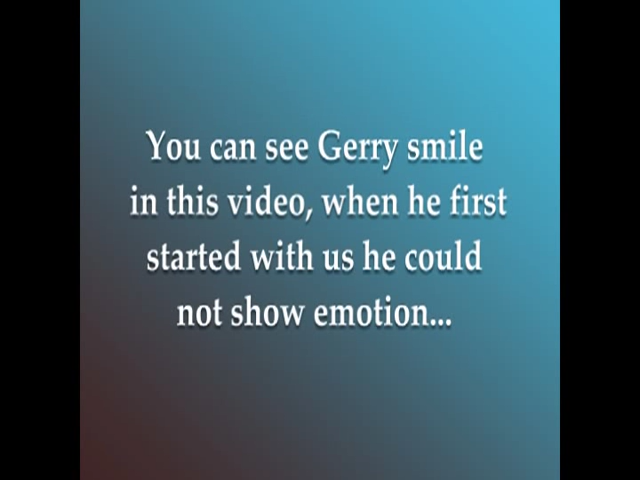 You can see Gerry smile
in this video, when he first
started with us he could
not show emotion...